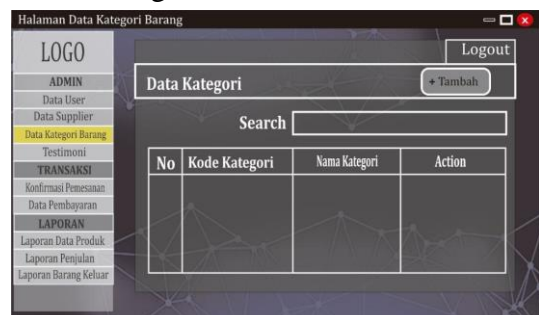 Halaman Data Kategori Barang
LOGO
ADMIN
Data User
Data Supplier
Data Kategori Barang
Testimoni
TRANSAKSI
Konfirmasi Pemesanan
Data Pembayaran
LAPORAN
Laporan Data Produk
Laporan Penjulan
Laporan Barang Keluar
Logout
Data Kategori
+ Tambah
Search
No Kode Kategori Nama Kategori Action